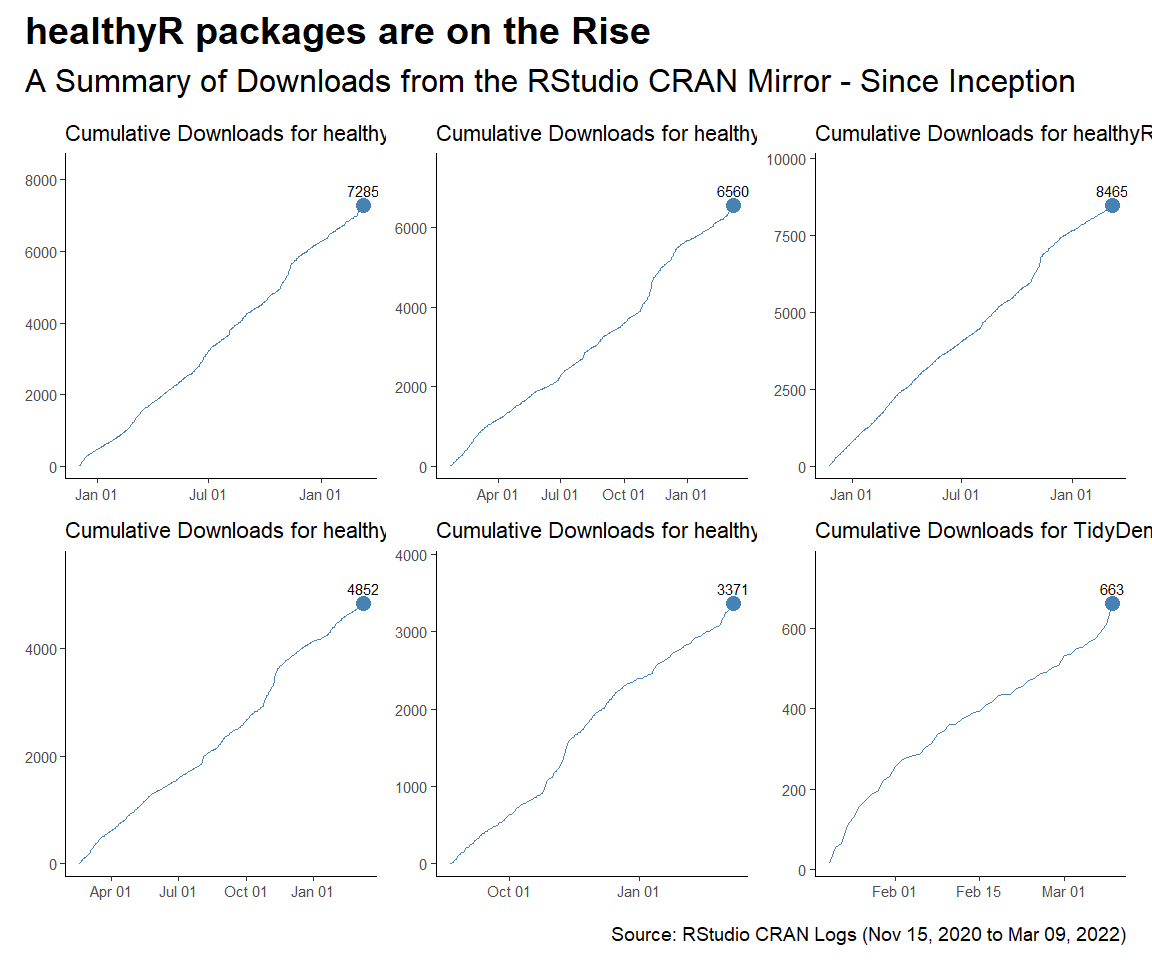 healthyR packages are on the Rise
A Summary of Downloads from the RStudio CRAN Mirror - Since Inception
Cumulative Downloads for healthy
8000
6000
4000
2000
0
7285
Jan 01 Jul 01 Jan 01
Cumulative Downloads for healthy
6000
4000
2000
0
6560
Apr 01 Jul 01 Oct 01 Jan 01
Cumulative Downloads for healthyR
10000
7500
5000
2500
0
8465
Jan 01 Jul 01 Jan 01
Cumulative Downloads for healthy
4000
2000
0
4852
Apr 01 Jul 01 Oct 01 Jan 01
Cumulative Downloads for healthy
4000
3000
2000
1000
0
3371
Oct 01 Jan 01
Cumulative Downloads for TidyDen
600
400
200
0
663
Feb 01 Feb 15 Mar 01
Source: RStudio CRAN Logs (Nov 15, 2020 to Mar 09, 2022)